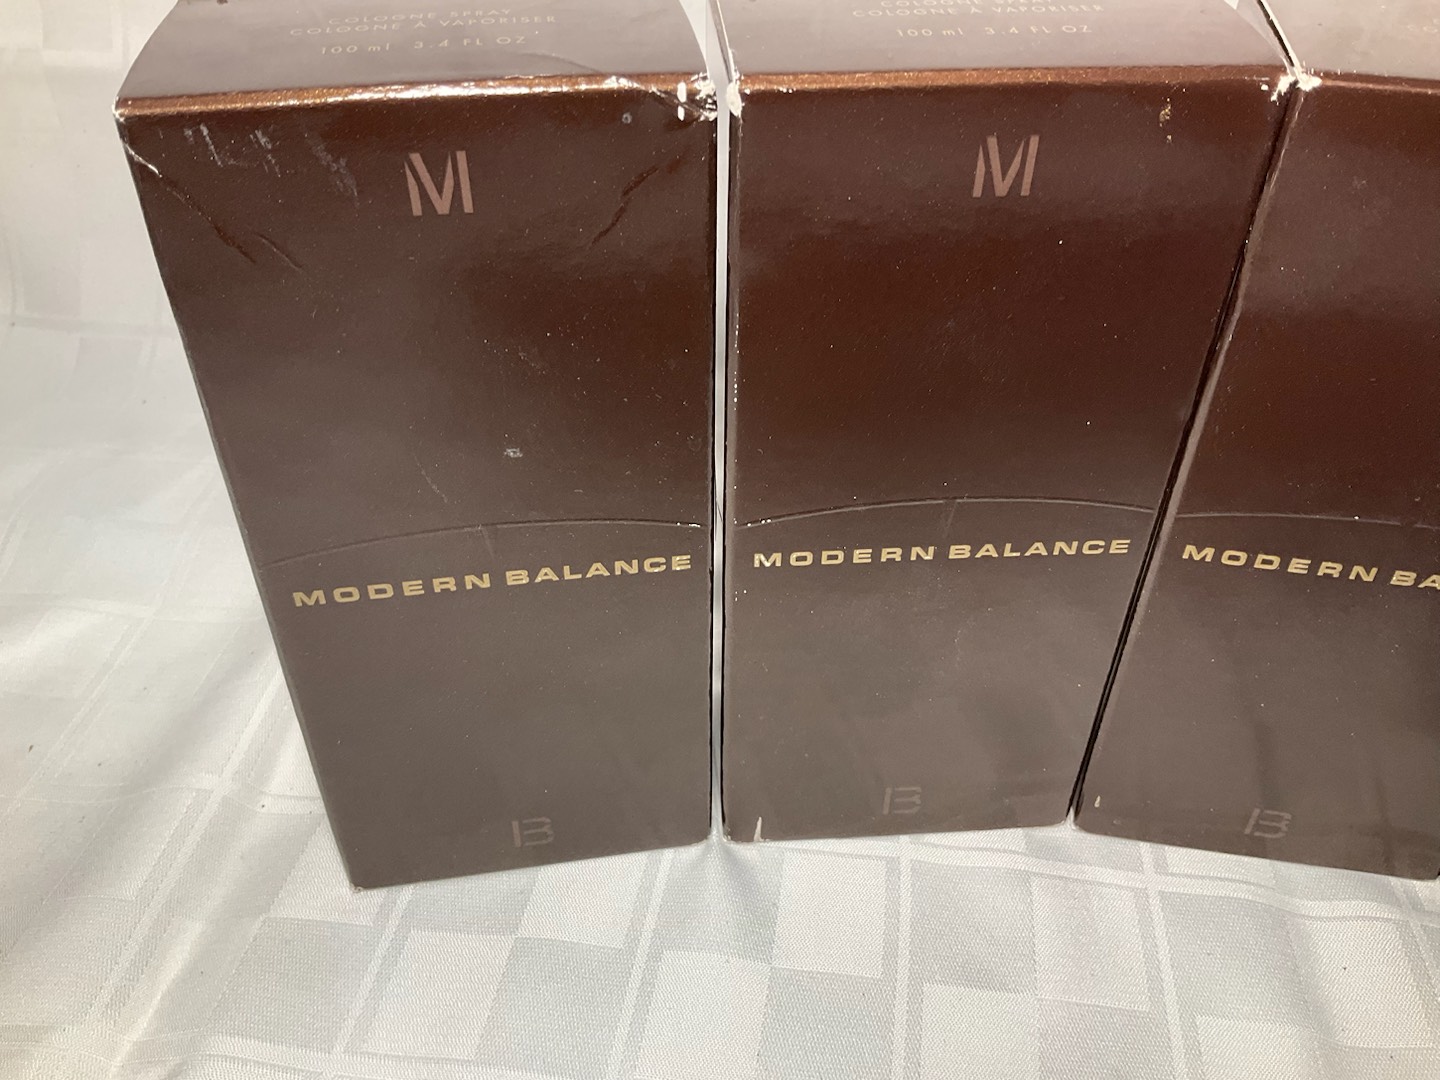 COLOGNE SPRAY
COLOGNE À VAPORISER
100 ml 3.4 FL OZ
M
MODERN BALANCE
B
COLOGNE SPRAY
COLOGNE À VAPORISER
100 ml 3.4 FL OZ
M
MODERN BALANCE
B
MODERN BA
B